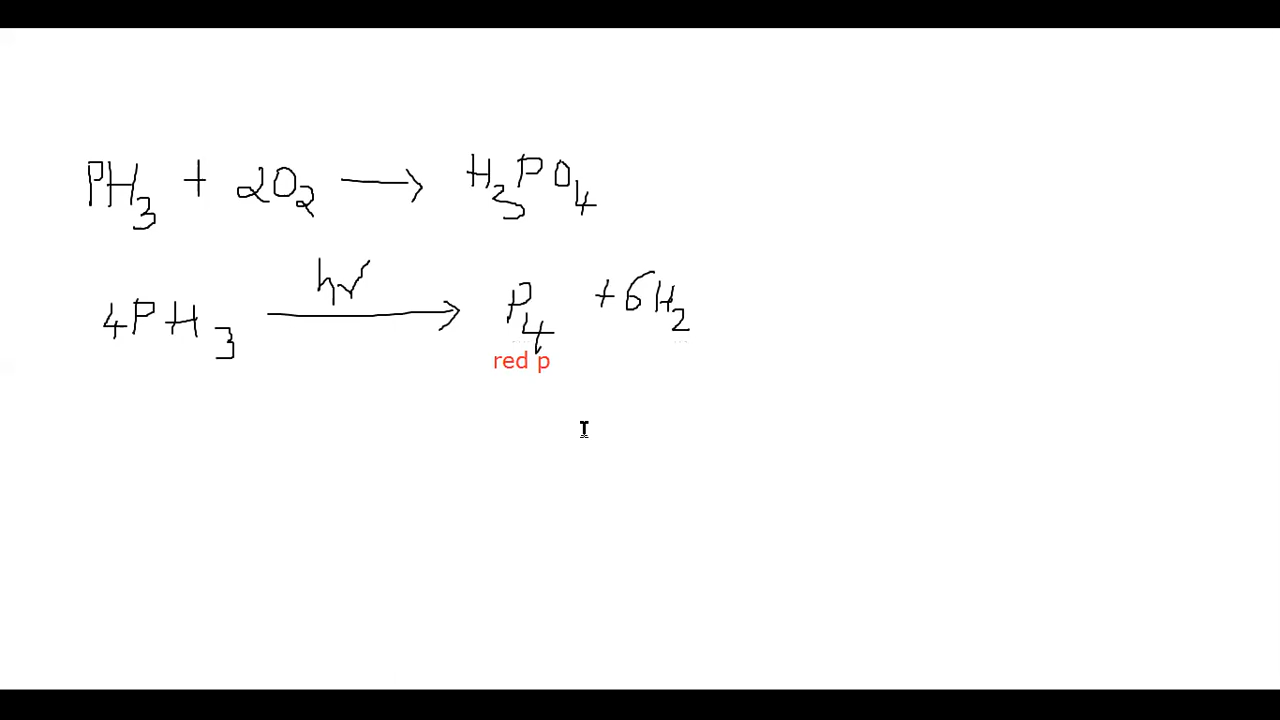 PH₃ + 2O₂ → H₃PO₄
4PH₃ hν → P₄ + 6H₂
red p